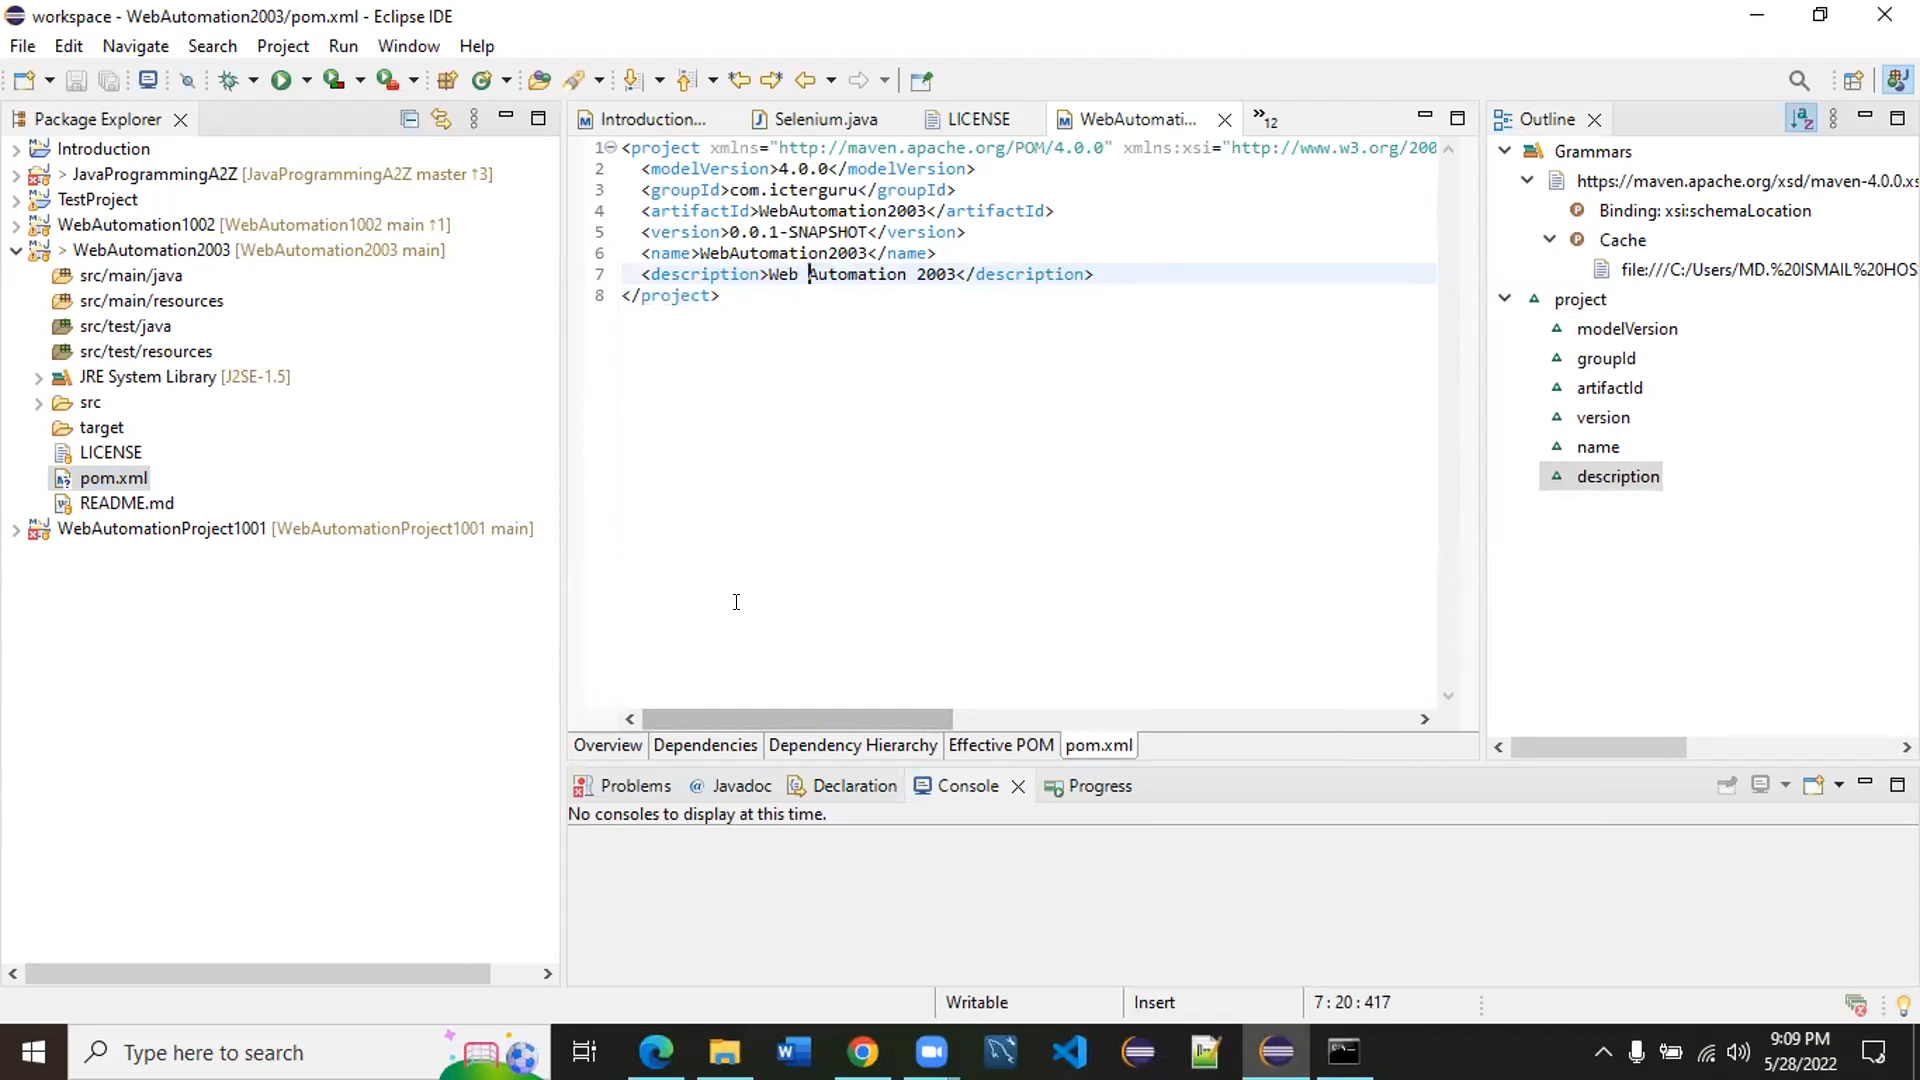 workspace - WebAutomation2003/pom.xml - Eclipse IDE
File Edit Navigate Search Project Run Window Help
Package Explorer
Introduction
> JavaProgrammingA2Z [JavaProgrammingA2Z master ↑3]
TestProject
WebAutomation1002 [WebAutomation1002 main ↑1]
> WebAutomation2003 [WebAutomation2003 main]
src/main/java
src/main/resources
src/test/java
src/test/resources
JRE System Library [J2SE-1.5]
src
target
LICENSE
pom.xml
README.md
WebAutomationProject1001 [WebAutomationProject1001 main]
Introduction... Selenium.java LICENSE WebAutomati... »12
1 <project xmlns="http://maven.apache.org/POM/4.0.0" xmlns:xsi="http://www.w3.org/200
2 <modelVersion>4.0.0</modelVersion>
3 <groupId>com.icterguru</groupId>
4 <artifactId>WebAutomation2003</artifactId>
5 <version>0.0.1-SNAPSHOT</version>
6 <name>WebAutomation2003</name>
7 <description>Web Automation 2003</description>
8 </project>
Overview Dependencies Dependency Hierarchy Effective POM pom.xml
Problems @ Javadoc Declaration Console Progress
No consoles to display at this time.
Outline
Grammars
https://maven.apache.org/xsd/maven-4.0.0.xs
Binding: xsi:schemaLocation
Cache
file:///C:/Users/MD.%20ISMAIL%20HOS
project
modelVersion
groupId
artifactId
version
name
description
Writable Insert 7 : 20 : 417
Type here to search
9:09 PM
5/28/2022